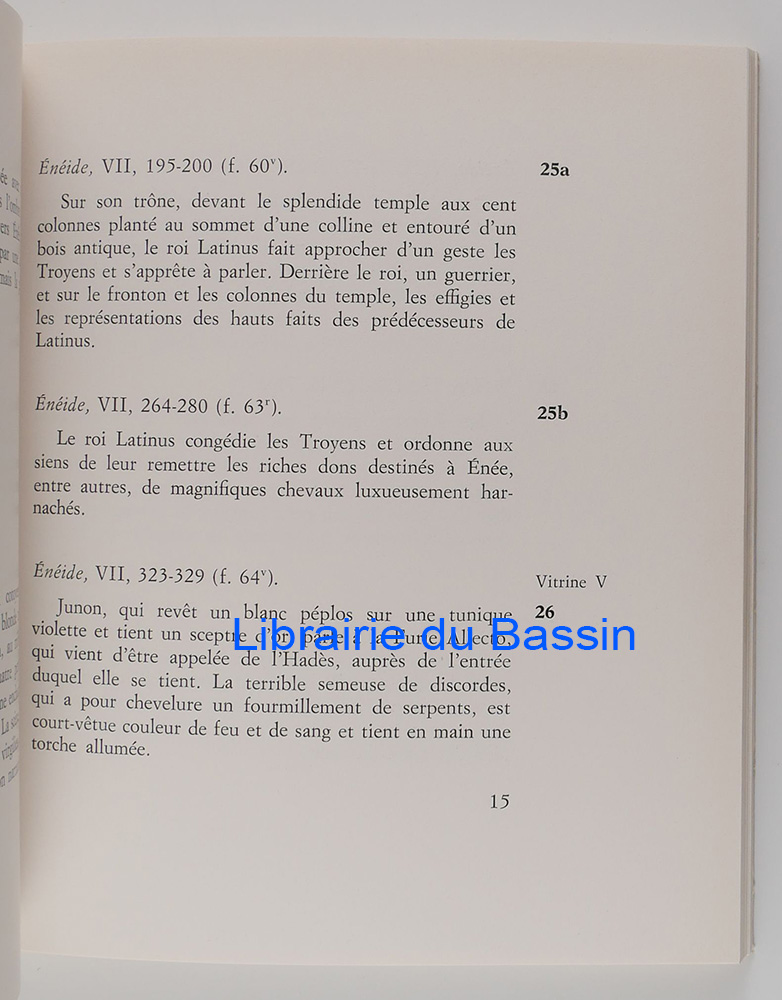 Énéide, VII, 195-200 (f. 60v).
25a
Sur son trône, devant le splendide temple aux cent
colonnes planté au sommet d'une colline et entouré d'un
bois antique, le roi Latinus fait approcher d'un geste les
Troyens et s'apprête à parler. Derrière le roi, un guerrier,
et sur le fronton et les colonnes du temple, les effigies et
les représentations des hauts faits des prédécesseurs de
Latinus.
Énéide, VII, 264-280 (f. 63r).
25b
Le roi Latinus congédie les Troyens et ordonne aux
siens de leur remettre les riches dons destinés à Énée,
entre autres, de magnifiques chevaux luxueusement har-
nachés.
Énéide, VII, 323-329 (f. 64v).
Vitrine V
Junon, qui revêt un blanc péplos sur une tunique
26
violette et tient un sceptre d'or, parle à la Furie Allecto,
Librairie du Bassin
qui vient d'être appelée de l'Hadès, auprès de l'entrée
duquel elle se tient. La terrible semeuse de discordes,
qui a pour chevelure un fourmillement de serpents, est
court-vêtue couleur de feu et de sang et tient en main une
torche allumée.
15